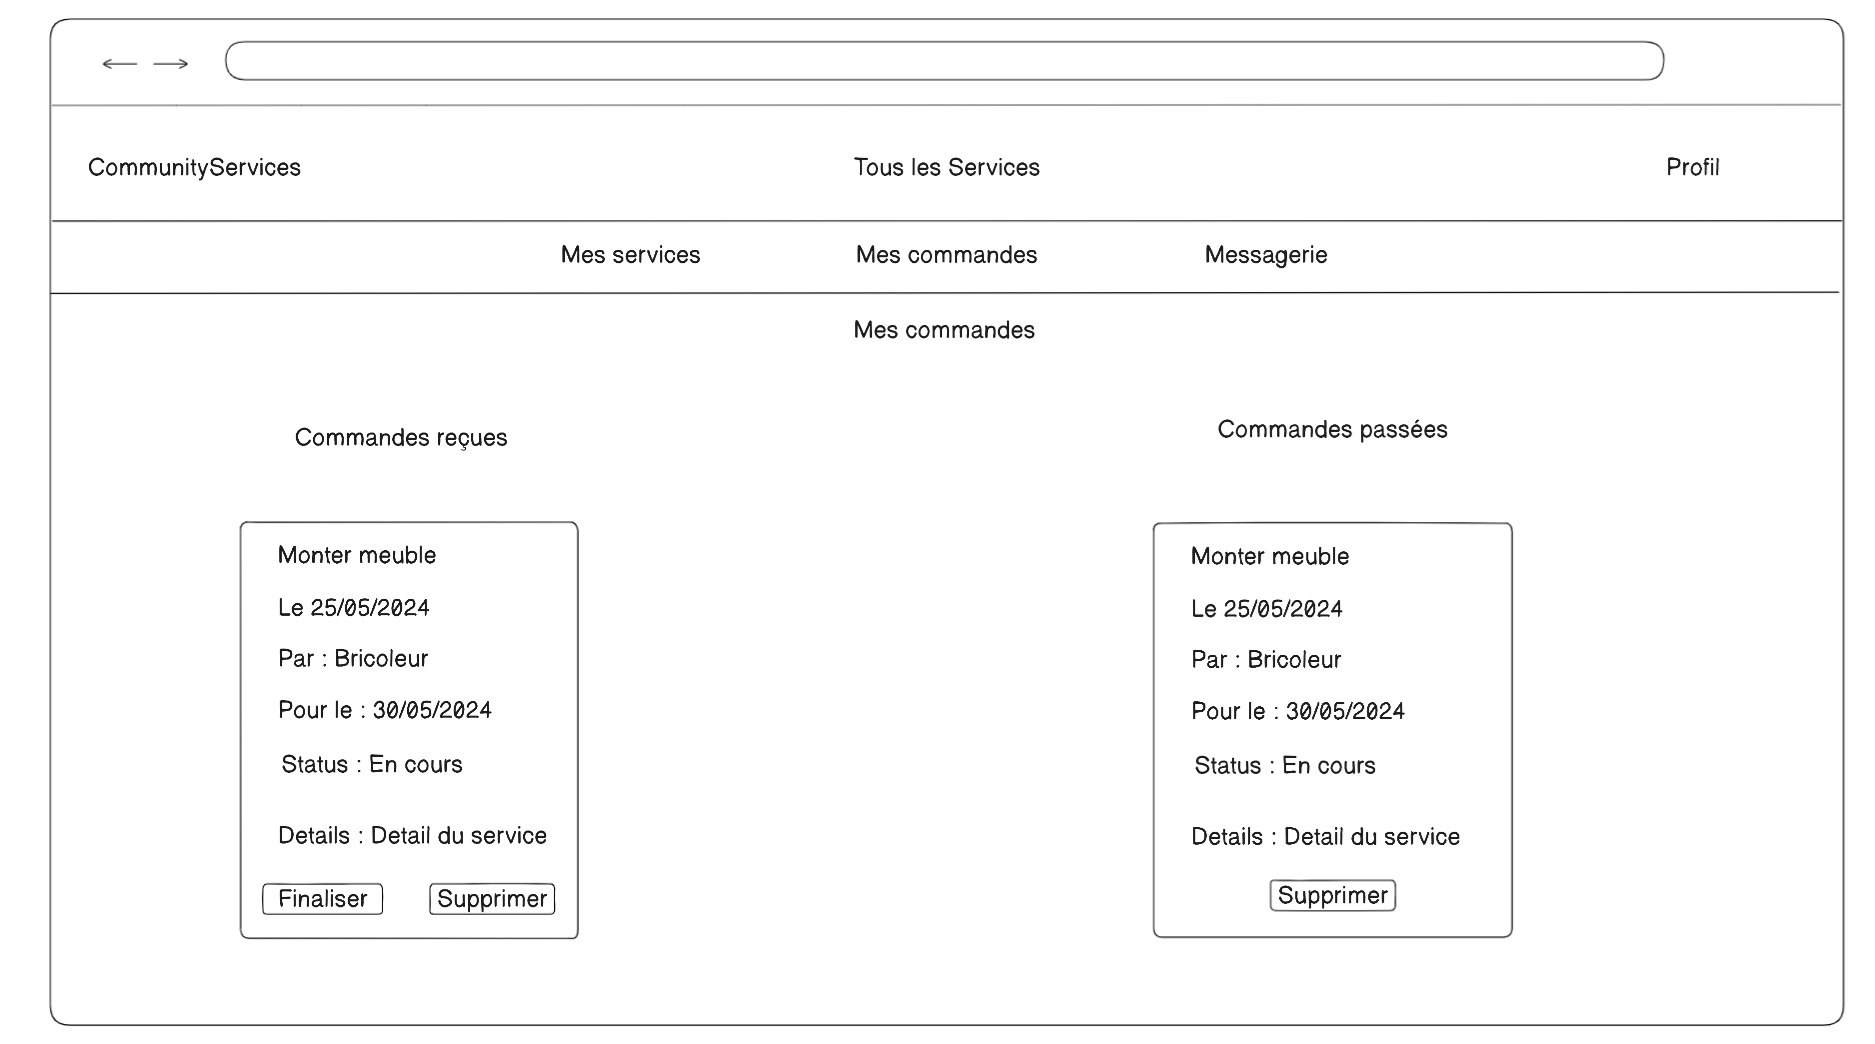 CommunityServices
Tous les Services
Profil
Mes services
Mes commandes
Messagerie
Mes commandes
Commandes reçues
Monter meuble
Le 25/05/2024
Par : Bricoleur
Pour le : 30/05/2024
Status : En cours
Details : Detail du service
Finaliser
Supprimer
Commandes passées
Monter meuble
Le 25/05/2024
Par : Bricoleur
Pour le : 30/05/2024
Status : En cours
Details : Detail du service
Supprimer